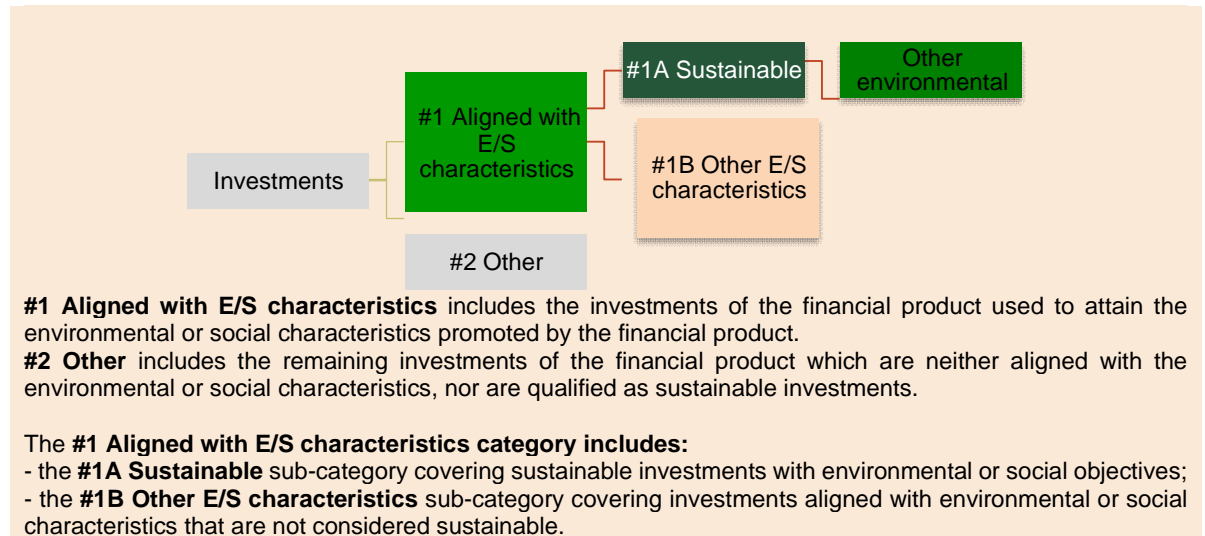 #1A Sustainable
Other
environmental
#1 Aligned with
E/S
characteristics
Investments
#1B Other E/S
characteristics
#2 Other
#1 Aligned with E/S characteristics includes the investments of the financial product used to attain the
environmental or social characteristics promoted by the financial product.
#2 Other includes the remaining investments of the financial product which are neither aligned with the
environmental or social characteristics, nor are qualified as sustainable investments.
The #1 Aligned with E/S characteristics category includes:
- the #1A Sustainable sub-category covering sustainable investments with environmental or social objectives;
- the #1B Other E/S characteristics sub-category covering investments aligned with environmental or social
characteristics that are not considered sustainable.